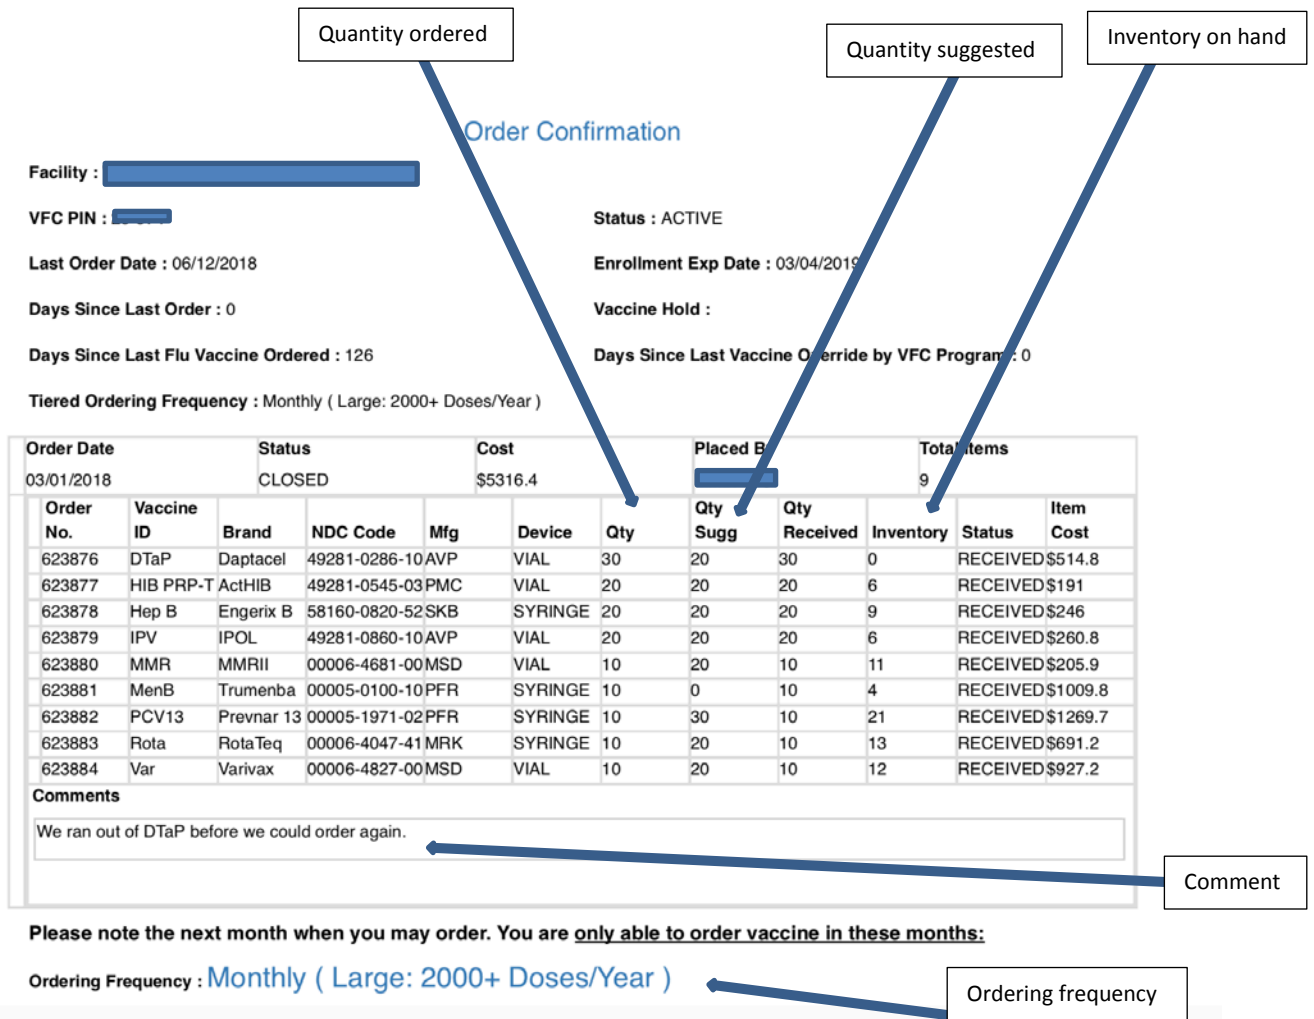 Quantity ordered
Quantity suggested
Inventory on hand
Order Confirmation
Facility :
VFC PIN :
Status : ACTIVE
Last Order Date : 06/12/2018
Enrollment Exp Date : 03/04/2019
Days Since Last Order : 0
Vaccine Hold :
Days Since Last Flu Vaccine Ordered : 126
Days Since Last Vaccine Override by VFC Program : 0
Tiered Ordering Frequency : Monthly ( Large: 2000+ Doses/Year )
Order Date Status Cost Placed B Total Items
03/01/2018 CLOSED $5316.4 9
Order No. Vaccine ID Brand NDC Code Mfg Device Qty Qty Sugg Qty Received Inventory Status Item Cost
623876 DTaP Daptacel 49281-0286-10 AVP VIAL 30 20 30 0 RECEIVED $514.8
623877 HIB PRP-T ActHIB 49281-0545-03 PMC VIAL 20 20 20 6 RECEIVED $191
623878 Hep B Engerix B 58160-0820-52 SKB SYRINGE 20 20 20 9 RECEIVED $246
623879 IPV IPOL 49281-0860-10 AVP VIAL 20 20 20 6 RECEIVED $260.8
623880 MMR MMRII 00006-4681-00 MSD VIAL 10 20 10 11 RECEIVED $205.9
623881 MenB Trumenba 00005-0100-10 PFR SYRINGE 10 0 10 4 RECEIVED $1009.8
623882 PCV13 Prevnar 13 00005-1971-02 PFR SYRINGE 10 30 10 21 RECEIVED $1269.7
623883 Rota RotaTeq 00006-4047-41 MRK SYRINGE 10 20 10 13 RECEIVED $691.2
623884 Var Varivax 00006-4827-00 MSD VIAL 10 20 10 12 RECEIVED $927.2
Comments
We ran out of DTaP before we could order again.
Comment
Please note the next month when you may order. You are only able to order vaccine in these months:
Ordering Frequency : Monthly ( Large: 2000+ Doses/Year )
Ordering frequency